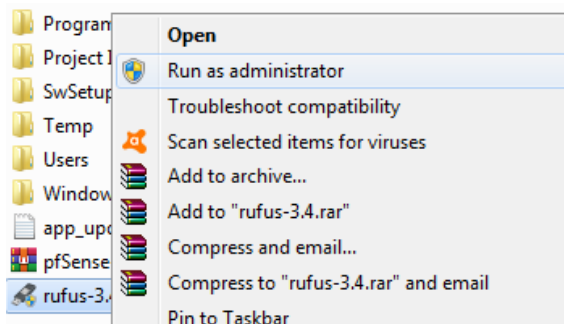 Program
Project
SwSetup
Temp
Users
Window
app_upd
pfSense
rufus-3.4
Open
Run as administrator
Troubleshoot compatibility
Scan selected items for viruses
Add to archive...
Add to "rufus-3.4.rar"
Compress and email...
Compress to "rufus-3.4.rar" and email
Pin to Taskbar